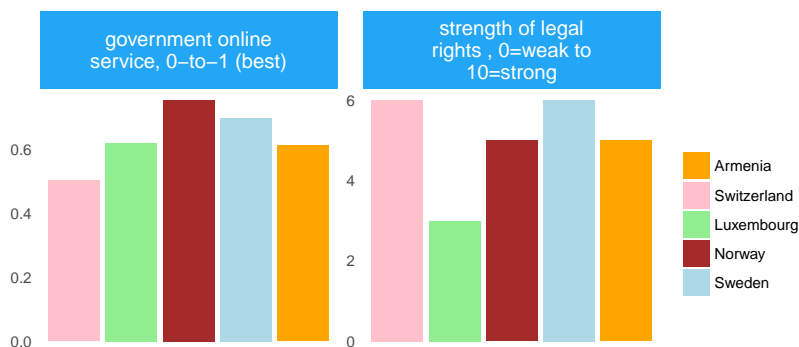 government online
service, 0−to−1 (best)
strength of legal
rights , 0=weak to
10=strong
0.6
0.4
0.2
0.0
6
4
2
0
Armenia
Switzerland
Luxembourg
Norway
Sweden